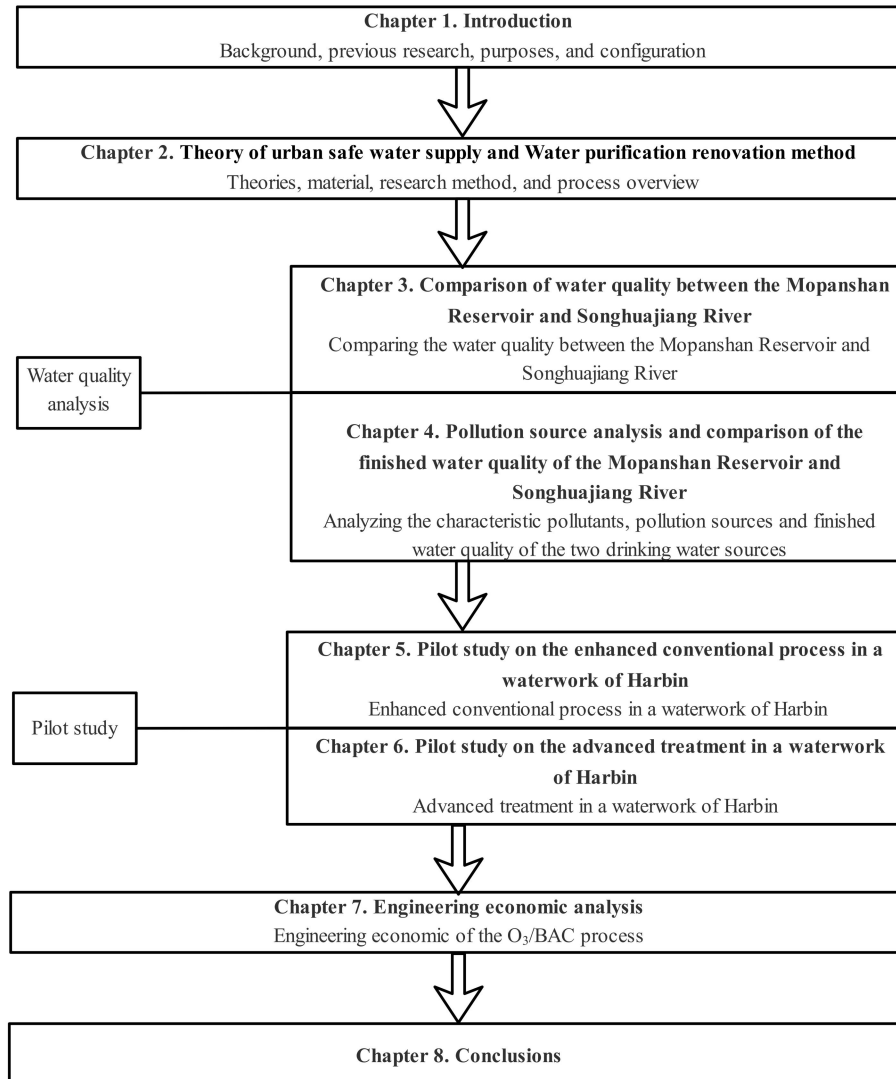 Chapter 1. Introduction
Background, previous research, purposes, and configuration
Chapter 2. Theory of urban safe water supply and Water purification renovation method
Theories, material, research method, and process overview
Chapter 3. Comparison of water quality between the Mopanshan
Reservoir and Songhuajiang River
Comparing the water quality between the Mopanshan Reservoir and
Songhuajiang River
Water quality
analysis
Chapter 4. Pollution source analysis and comparison of the
finished water quality of the Mopanshan Reservoir and
Songhuajiang River
Analyzing the characteristic pollutants, pollution sources and finished
water quality of the two drinking water sources
Chapter 5. Pilot study on the enhanced conventional process in a
waterwork of Harbin
Enhanced conventional process in a waterwork of Harbin
Pilot study
Chapter 6. Pilot study on the advanced treatment in a waterwork
of Harbin
Advanced treatment in a waterwork of Harbin
Chapter 7. Engineering economic analysis
Engineering economic of the O₃/BAC process
Chapter 8. Conclusions